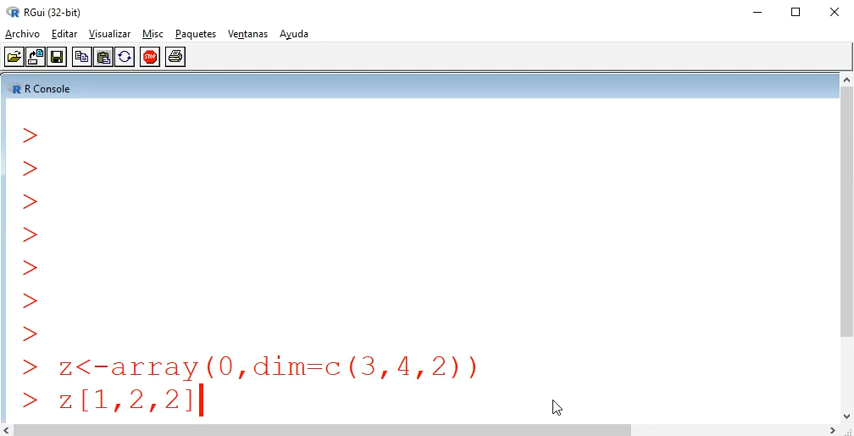 RGui (32-bit)
Archivo Editar Visualizar Misc Paquetes Ventanas Ayuda
STOP
R Console
>
>
>
>
>
>
>
> z<-array(0,dim=c(3,4,2))
> z[1,2,2]